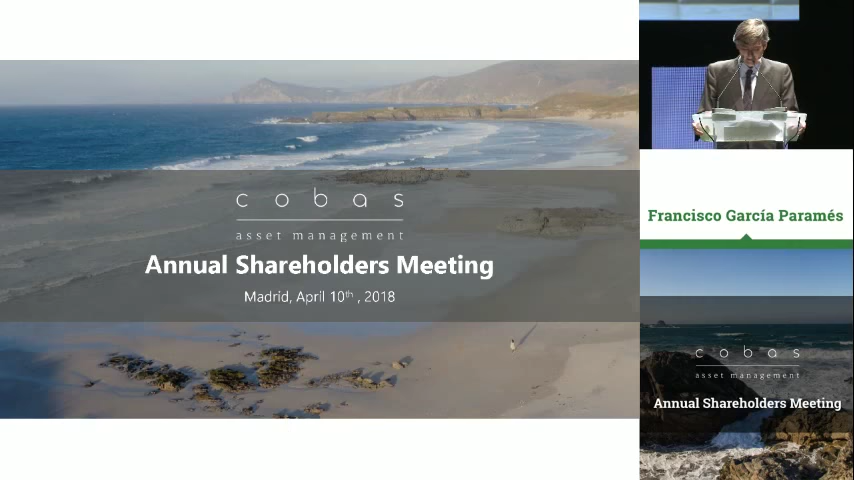 cobas
asset management
Annual Shareholders Meeting
Madrid, April 10th , 2018
Francisco García Paramés
cobas
asset management
Annual Shareholders Meeting